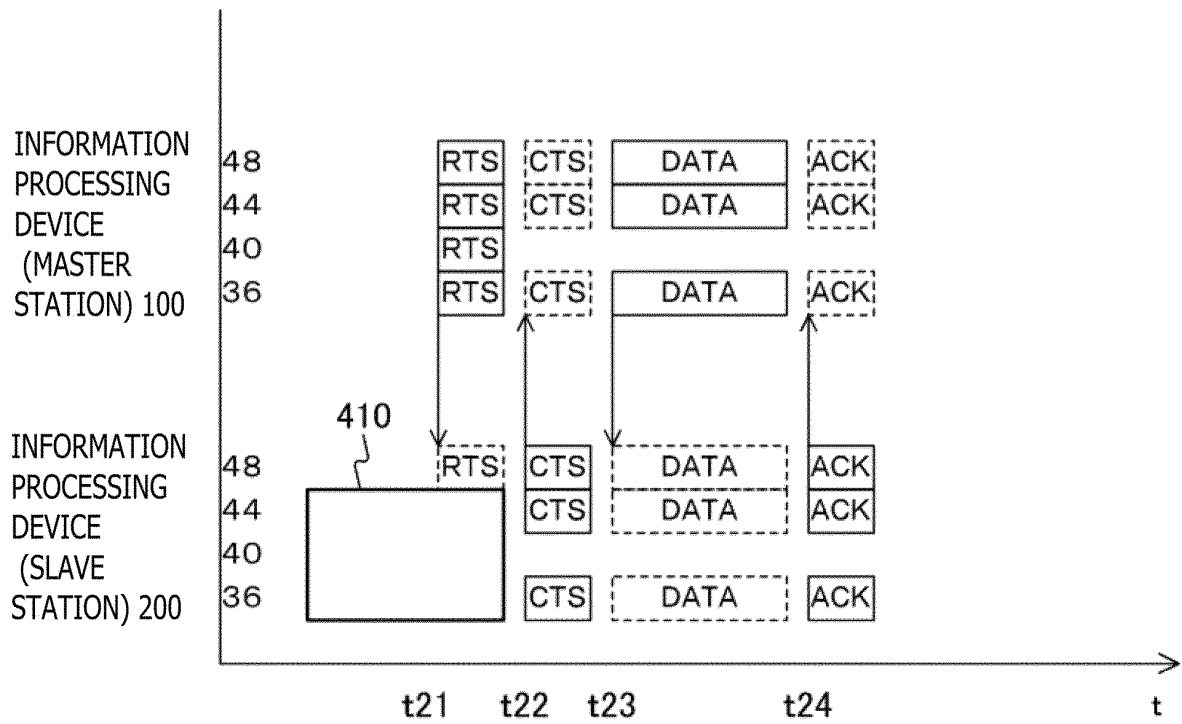 INFORMATION
PROCESSING
DEVICE
(MASTER
STATION) 100
48 RTS CTS DATA ACK
44 RTS CTS DATA ACK
40 RTS
36 RTS CTS DATA ACK
410
INFORMATION
PROCESSING
DEVICE
(SLAVE
STATION) 200
48 RTS CTS DATA ACK
44 CTS DATA ACK
40
36 CTS DATA ACK
t21 t22 t23 t24 t